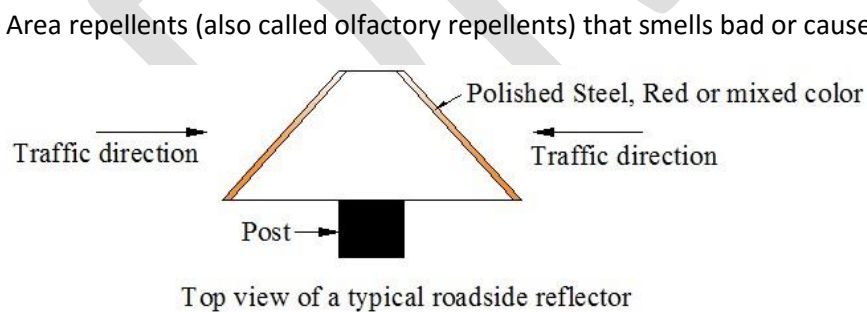 Area repellents (also called olfactory repellents) that smells bad or cause
Polished Steel, Red or mixed color
Traffic direction
Traffic direction
Post
Top view of a typical roadside reflector